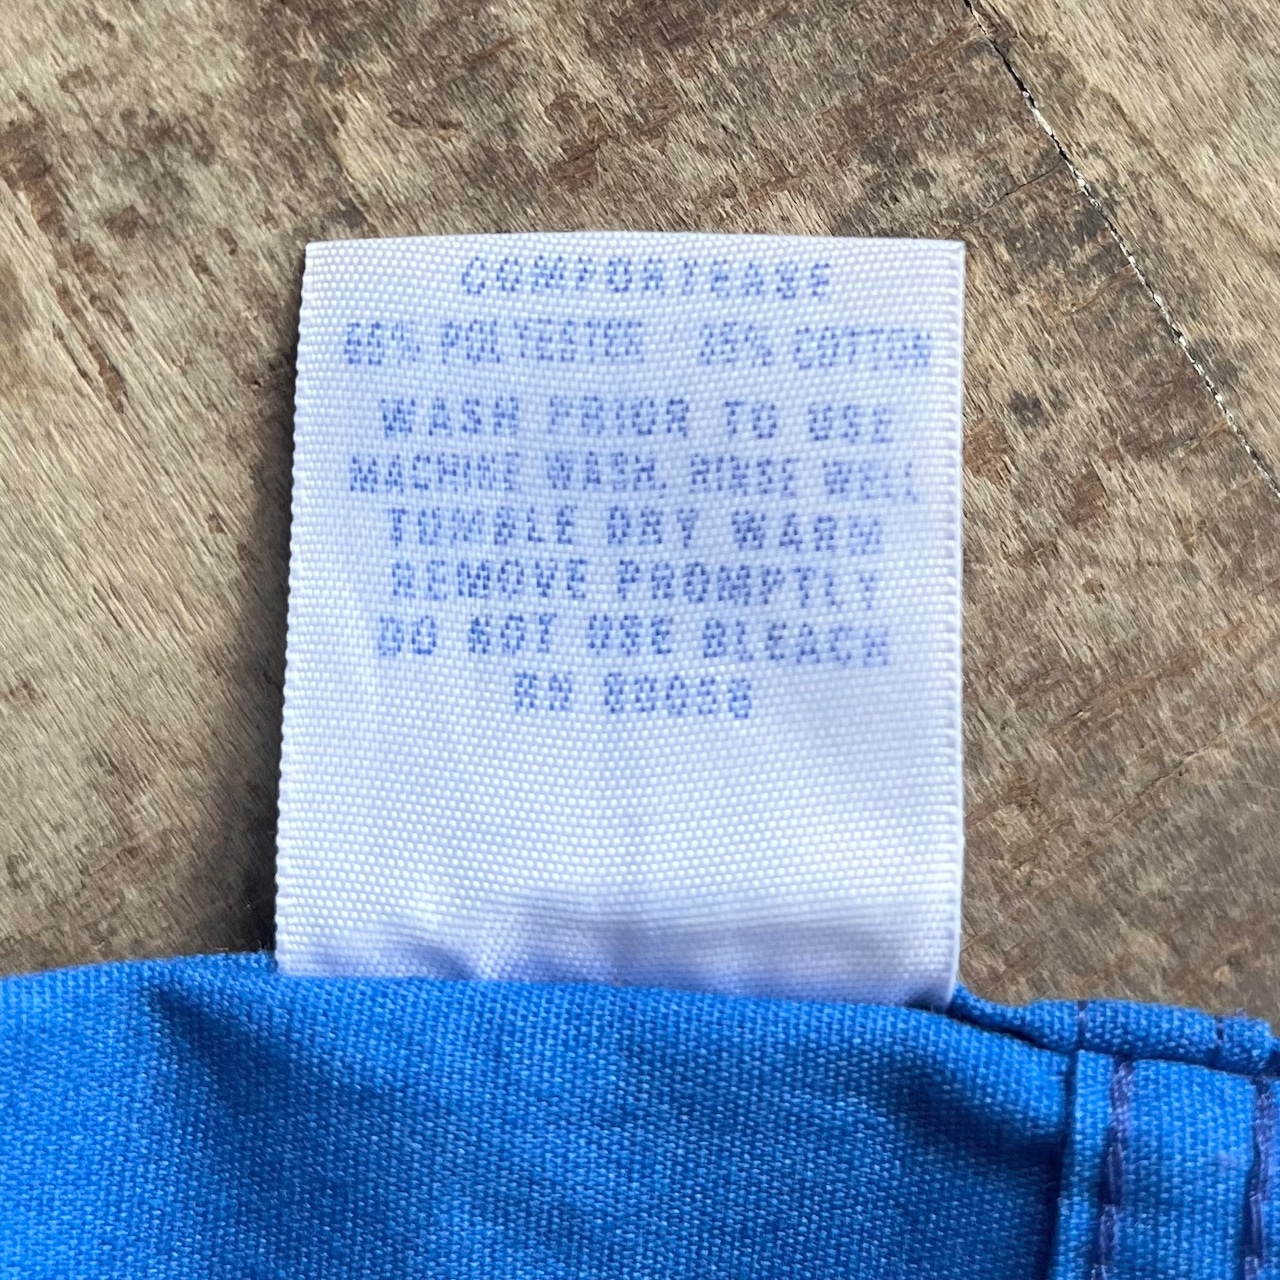 COMFORTEASE
65% POLYESTER 35% COTTON
WASH PRIOR TO USE
MACHINE WASH, RINSE WELL
TUMBLE DRY WARM
REMOVE PROMPTLY
DO NOT USE BLEACH
RN